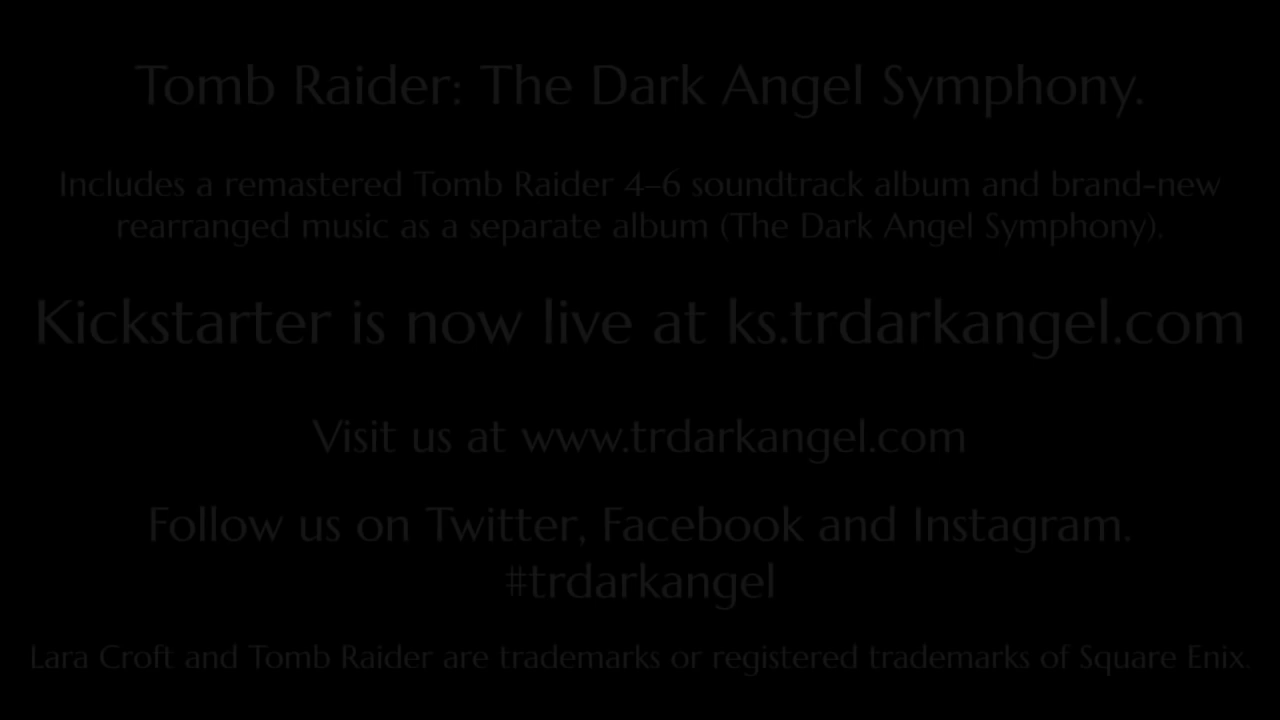 Tomb Raider: The Dark Angel Symphony.
Includes a remastered Tomb Raider 4–6 soundtrack album and brand-new
rearranged music as a separate album (The Dark Angel Symphony).
Kickstarter is now live at ks.trdarkangel.com
Visit us at www.trdarkangel.com
Follow us on Twitter, Facebook and Instagram.
#trdarkangel
Lara Croft and Tomb Raider are trademarks or registered trademarks of Square Enix.